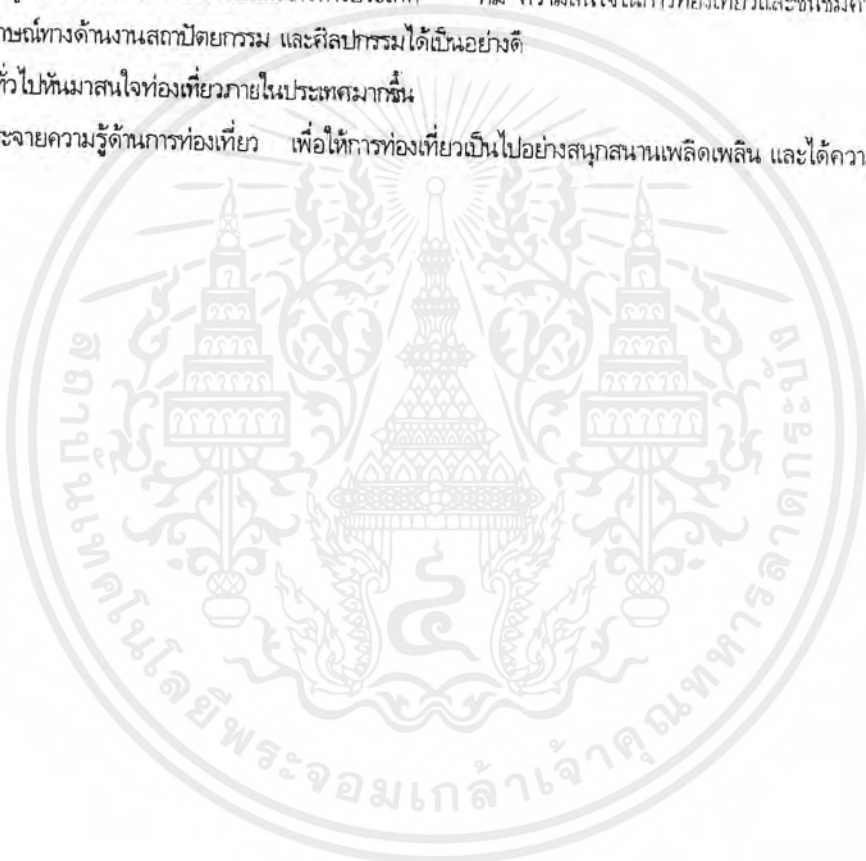 ความสนใจในการท่องเที่ยวและชื่นชม
ษณ์ทางด้านงานสถาปัตยกรรม และศิลปกรรมได้เป็นอย่างดี
ทั่วไปหันมาสนใจท่องเที่ยวภายในประเทศมากขึ้น
ะจายความรู้ด้านการท่องเที่ยว เพื่อให้การท่องเที่ยวเป็นไปอย่างสนุกสนานเพลิดเพลิน และได้ควา
สถาบันเทคโนโลยีพระจอมเกล้าเจ้าคุณทหารลาดกระบัง
๔